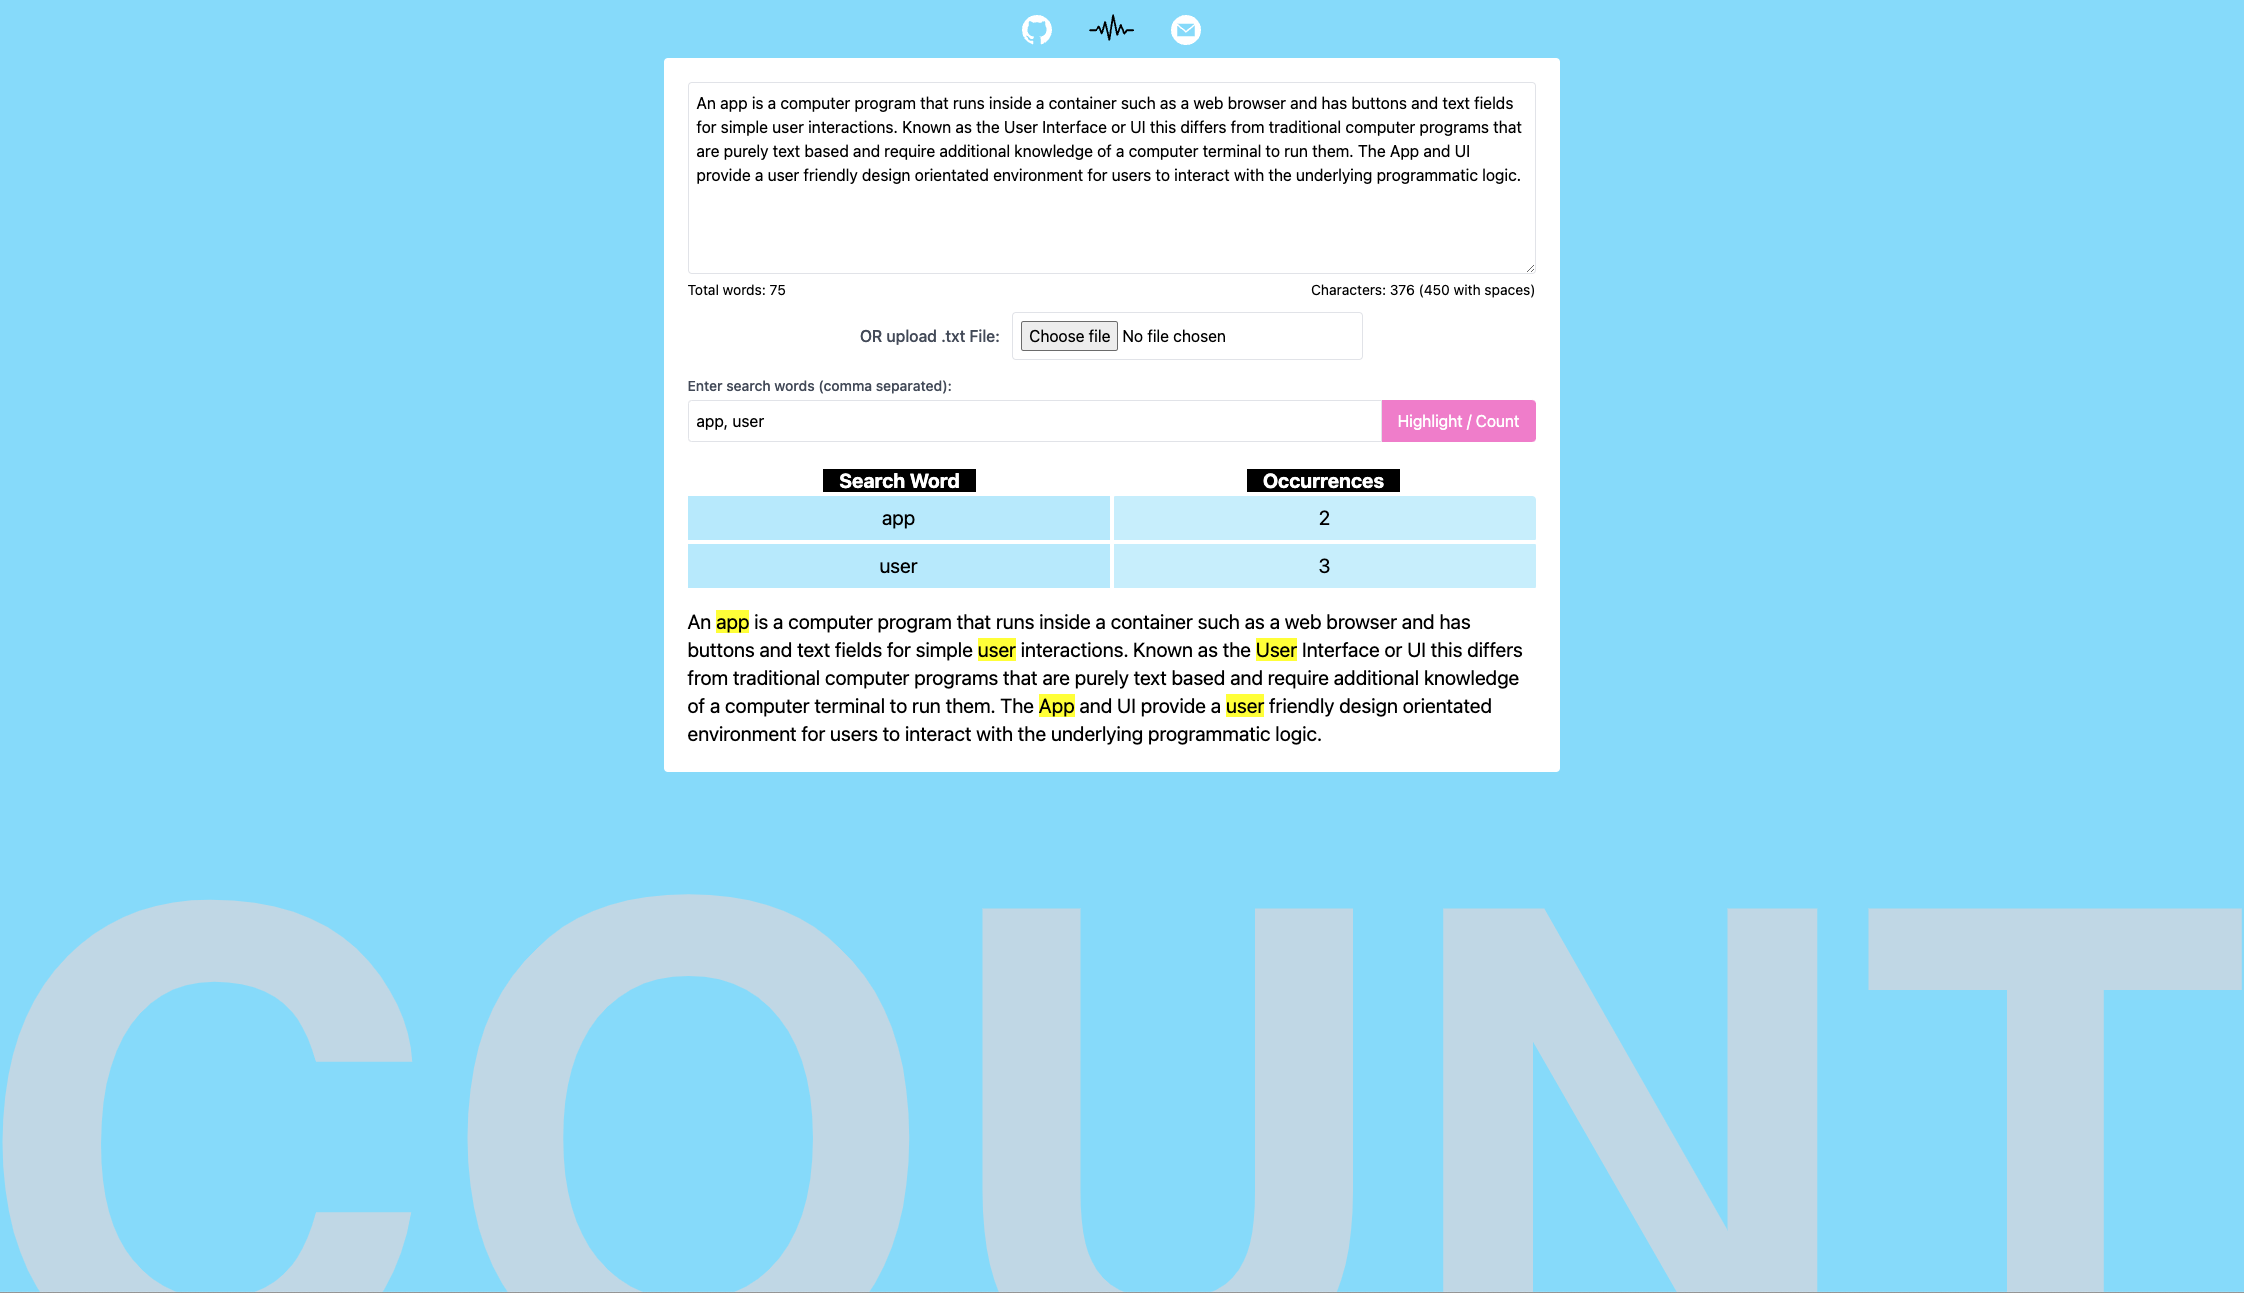 An app is a computer program that runs inside a container such as a web browser and has buttons and text fields
for simple user interactions. Known as the User Interface or UI this differs from traditional computer programs that
are purely text based and require additional knowledge of a computer terminal to run them. The App and UI
provide a user friendly design orientated environment for users to interact with the underlying programmatic logic.
Total words: 75 Characters: 376 (450 with spaces)
OR upload .txt File: Choose file No file chosen
Enter search words (comma separated):
app, user Highlight / Count
Search Word Occurrences
app 2
user 3
An app is a computer program that runs inside a container such as a web browser and has
buttons and text fields for simple user interactions. Known as the User Interface or UI this differs
from traditional computer programs that are purely text based and require additional knowledge
of a computer terminal to run them. The App and UI provide a user friendly design orientated
environment for users to interact with the underlying programmatic logic.
COUNT